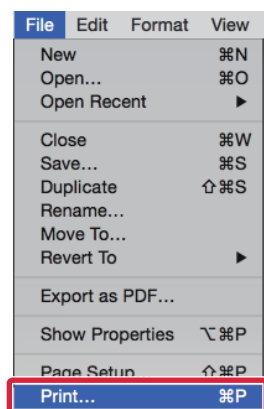 File Edit Format View
New ⌘N
Open... ⌘O
Open Recent ▶
Close ⌘W
Save... ⌘S
Duplicate ⇧⌘S
Rename...
Move To...
Revert To ▶
Export as PDF...
Show Properties ⌥⌘P
Page Setup... ⇧⌘P
Print... ⌘P